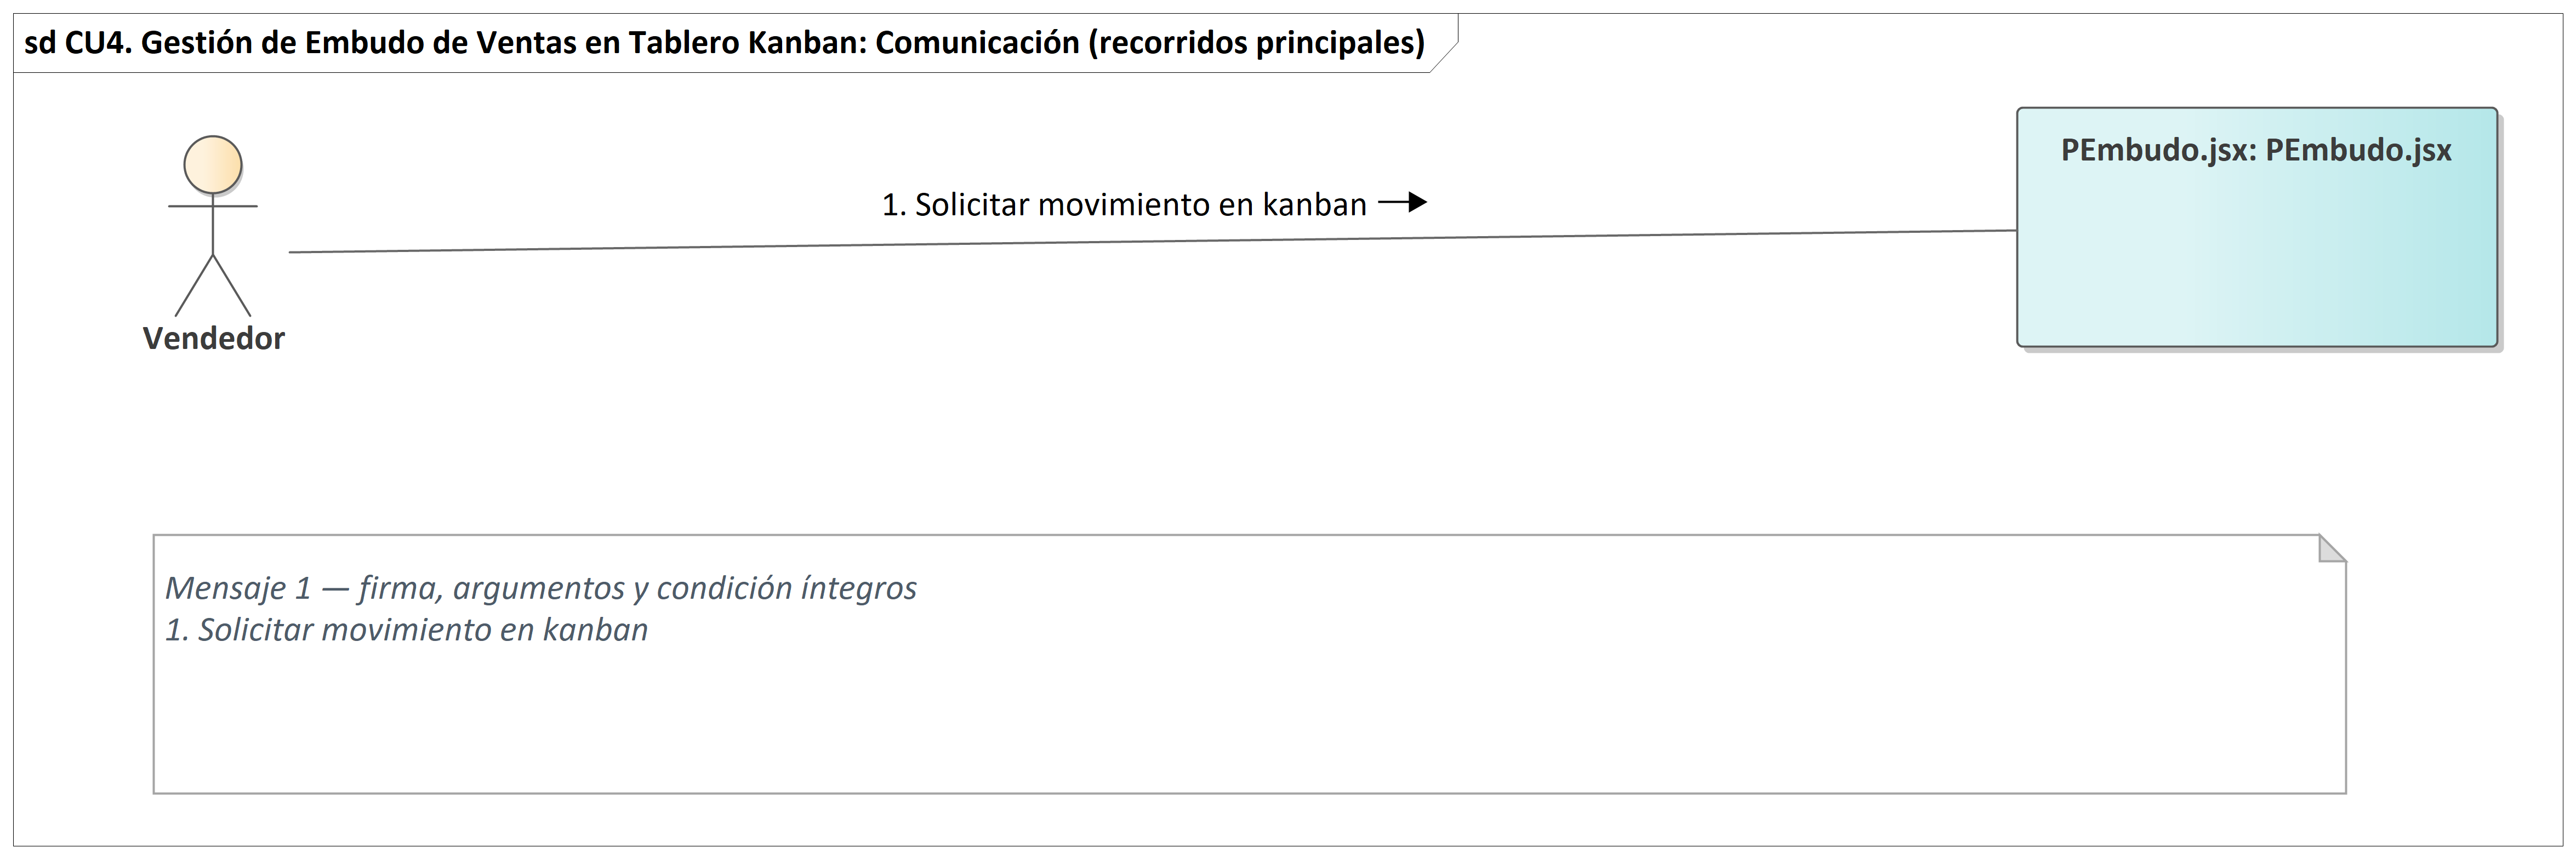 sd CU4. Gestión de Embudo de Ventas en Tablero Kanban: Comunicación (recorridos principales)
PEmbudo.jsx: PEmbudo.jsx
1. Solicitar movimiento en kanban
Vendedor
Mensaje 1 — firma, argumentos y condición íntegros
1. Solicitar movimiento en kanban